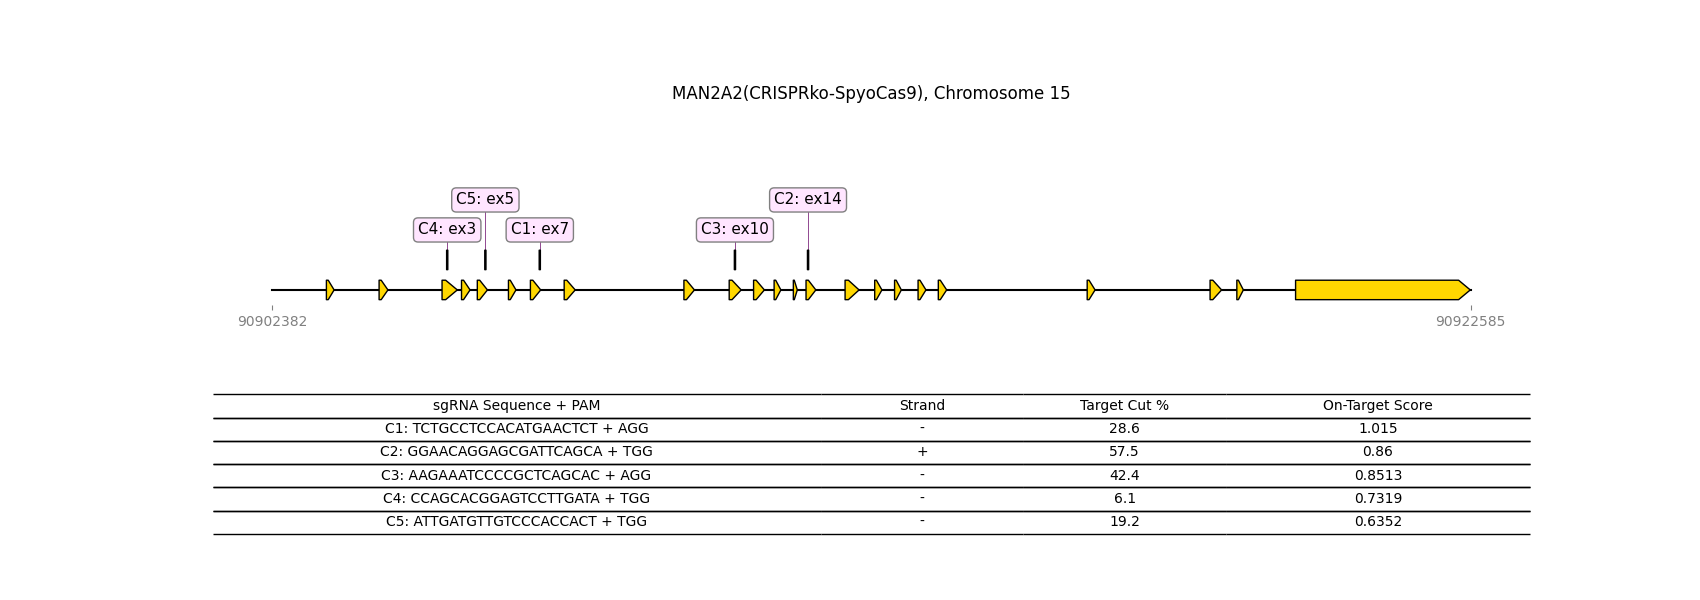 MAN2A2(CRISPRko-SpyoCas9), Chromosome 15
C5: ex5 C2: ex14
C4: ex3 C1: ex7 C3: ex10
90902382 90922585
sgRNA Sequence + PAM Strand Target Cut % On-Target Score
C1: TCTGCCTCCACATGAACTCT + AGG - 28.6 1.015
C2: GGAACAGGAGCGATTCAGCA + TGG + 57.5 0.86
C3: AAGAAATCCCCGCTCAGCAC + AGG - 42.4 0.8513
C4: CCAGCACGGAGTCCTTGATA + TGG - 6.1 0.7319
C5: ATTGATGTTGTCCCACCACT + TGG - 19.2 0.6352